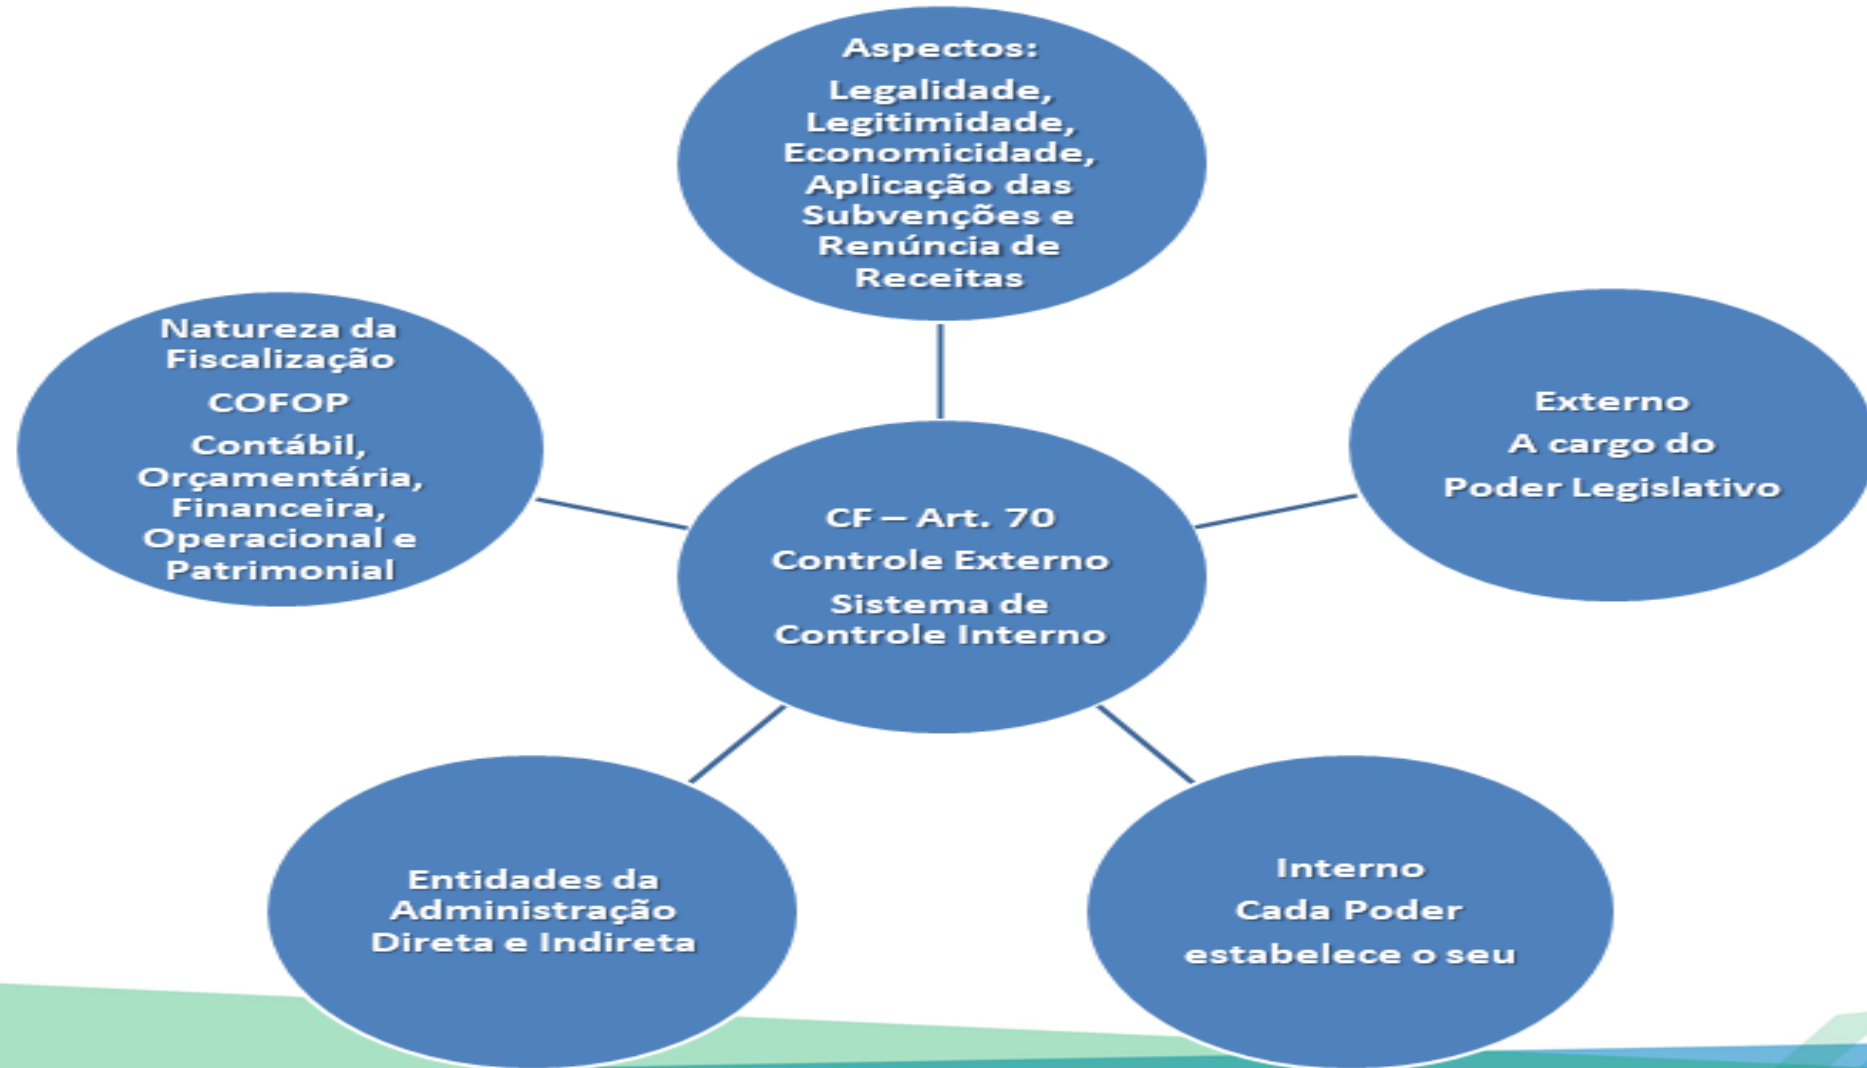 Aspectos:
Legalidade,
Legitimidade,
Economicidade,
Aplicação das
Subvenções e
Renúncia de
Receitas
Natureza da
Fiscalização
COFOP
Contábil,
Orçamentária,
Financeira,
Operacional e
Patrimonial
Externo
A cargo do
Poder Legislativo
CF – Art. 70
Controle Externo
Sistema de
Controle Interno
Entidades da
Administração
Direta e Indireta
Interno
Cada Poder
estabelece o seu